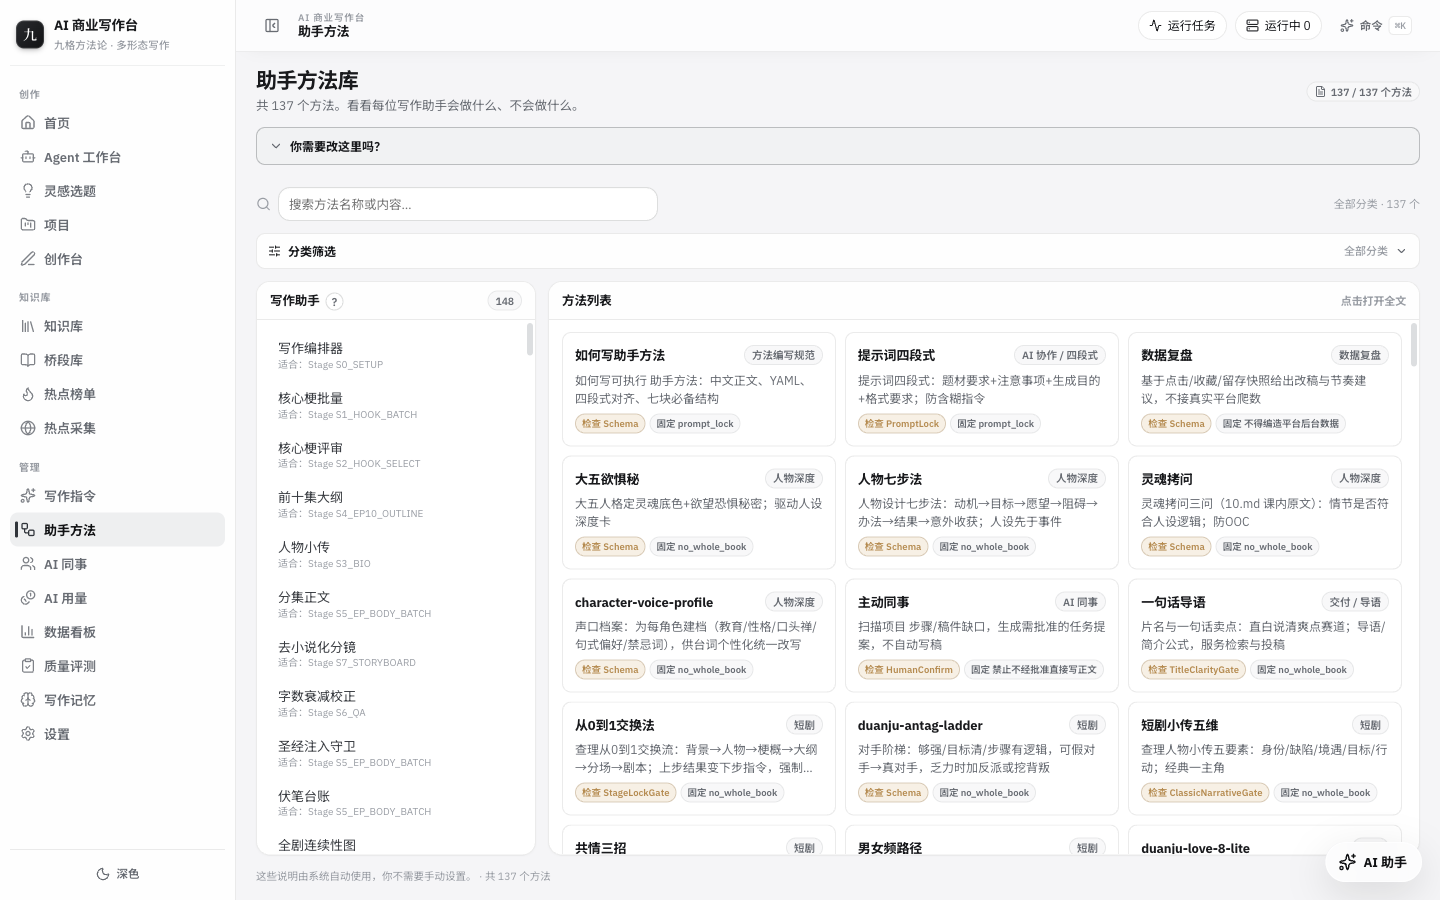 九
AI 商业写作台
九格方法论 · 多形态写作
创作
首页
Agent 工作台
灵感选题
项目
创作台
知识库
知识库
桥段库
热点榜单
热点采集
管理
写作指令
助手方法
AI 同事
AI 用量
数据看板
质量评测
写作记忆
设置
深色
AI 商业写作台
助手方法
运行任务
运行中 0
命令 ⌘K
助手方法库
共 137 个方法。看看每位写作助手会做什么、不会做什么。
137 / 137 个方法
你需要改这里吗？
搜索方法名称或内容...
全部分类 · 137 个
分类筛选
全部分类
写作助手 ?
148
写作编排器
适合：Stage S0_SETUP
核心梗批量
适合：Stage S1_HOOK_BATCH
核心梗评审
适合：Stage S2_HOOK_SELECT
前十集大纲
适合：Stage S4_EP10_OUTLINE
人物小传
适合：Stage S3_BIO
分集正文
适合：Stage S5_EP_BODY_BATCH
去小说化分镜
适合：Stage S7_STORYBOARD
字数衰减校正
适合：Stage S6_QA
圣经注入守卫
适合：Stage S5_EP_BODY_BATCH
伏笔台账
适合：Stage S5_EP_BODY_BATCH
全剧连续性图
方法列表
点击打开全文
如何写助手方法
方法编写规范
如何写可执行 助手方法：中文正文、YAML、
四段式对齐、七块必备结构
检查 Schema
固定 prompt_lock
提示词四段式
AI 协作 / 四段式
提示词四段式：题材要求+注意事项+生成目的
+格式要求；防含糊指令
检查 PromptLock
固定 prompt_lock
数据复盘
数据复盘
基于点击/收藏/留存快照给出改稿与节奏建
议，不接真实平台爬数
检查 Schema
固定 不得编造平台后台数据
大五欲惧秘
人物深度
大五人格定灵魂底色+欲望恐惧秘密；驱动人设
深度卡
检查 Schema
固定 no_whole_book
人物七步法
人物深度
人物设计七步法：动机→目标→愿望→阻碍→
办法→结果→意外收获；人设先于事件
检查 Schema
固定 no_whole_book
灵魂拷问
人物深度
灵魂拷问三问（10.md 课内原文）：情节是否符
合人设逻辑；防OOC
检查 Schema
固定 no_whole_book
character-voice-profile
人物深度
声口档案：为每角色建档（教育/性格/口头禅/
句式偏好/禁忌词），供台词个性化统一改写
检查 Schema
固定 no_whole_book
主动同事
AI 同事
扫描项目 步骤/稿件缺口，生成需批准的任务提
案，不自动写稿
检查 HumanConfirm
固定 禁止不经批准直接写正文
一句话导语
交付 / 导语
片名与一句话卖点：直白说清爽点赛道；导语/
简介公式，服务检索与投稿
检查 TitleClarityGate
固定 no_whole_book
从0到1交换法
短剧
查理从0到1交换流：背景→人物→梗概→大纲
→分场→剧本；上步结果变下步指令，强制...
检查 StageLockGate
固定 no_whole_book
duanju-antag-ladder
短剧
对手阶梯：够强/目标清/步骤有逻辑，可假对
手→真对手，乏力时加反派或挖背叛
检查 Schema
固定 no_whole_book
短剧小传五维
短剧
查理人物小传五要素：身份/缺陷/境遇/目标/行
动；经典一主角
检查 ClassicNarrativeGate
固定 no_whole_book
共情三招
短剧
男女频路径
短剧
duanju-love-8-lite
AI 助手
这些说明由系统自动使用，你不需要手动设置。 · 共 137 个方法